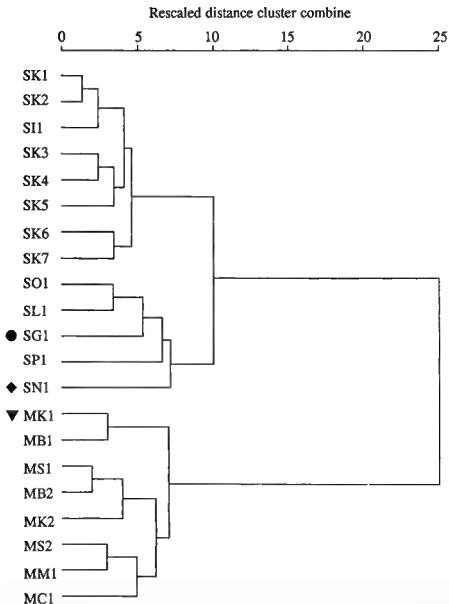 Rescaled distance cluster combine
0 5 10 15 20 25
SK1
SK2
SI1
SK3
SK4
SK5
SK6
SK7
SO1
SL1
SG1
SP1
SN1
MK1
MB1
MS1
MB2
MK2
MS2
MM1
MC1